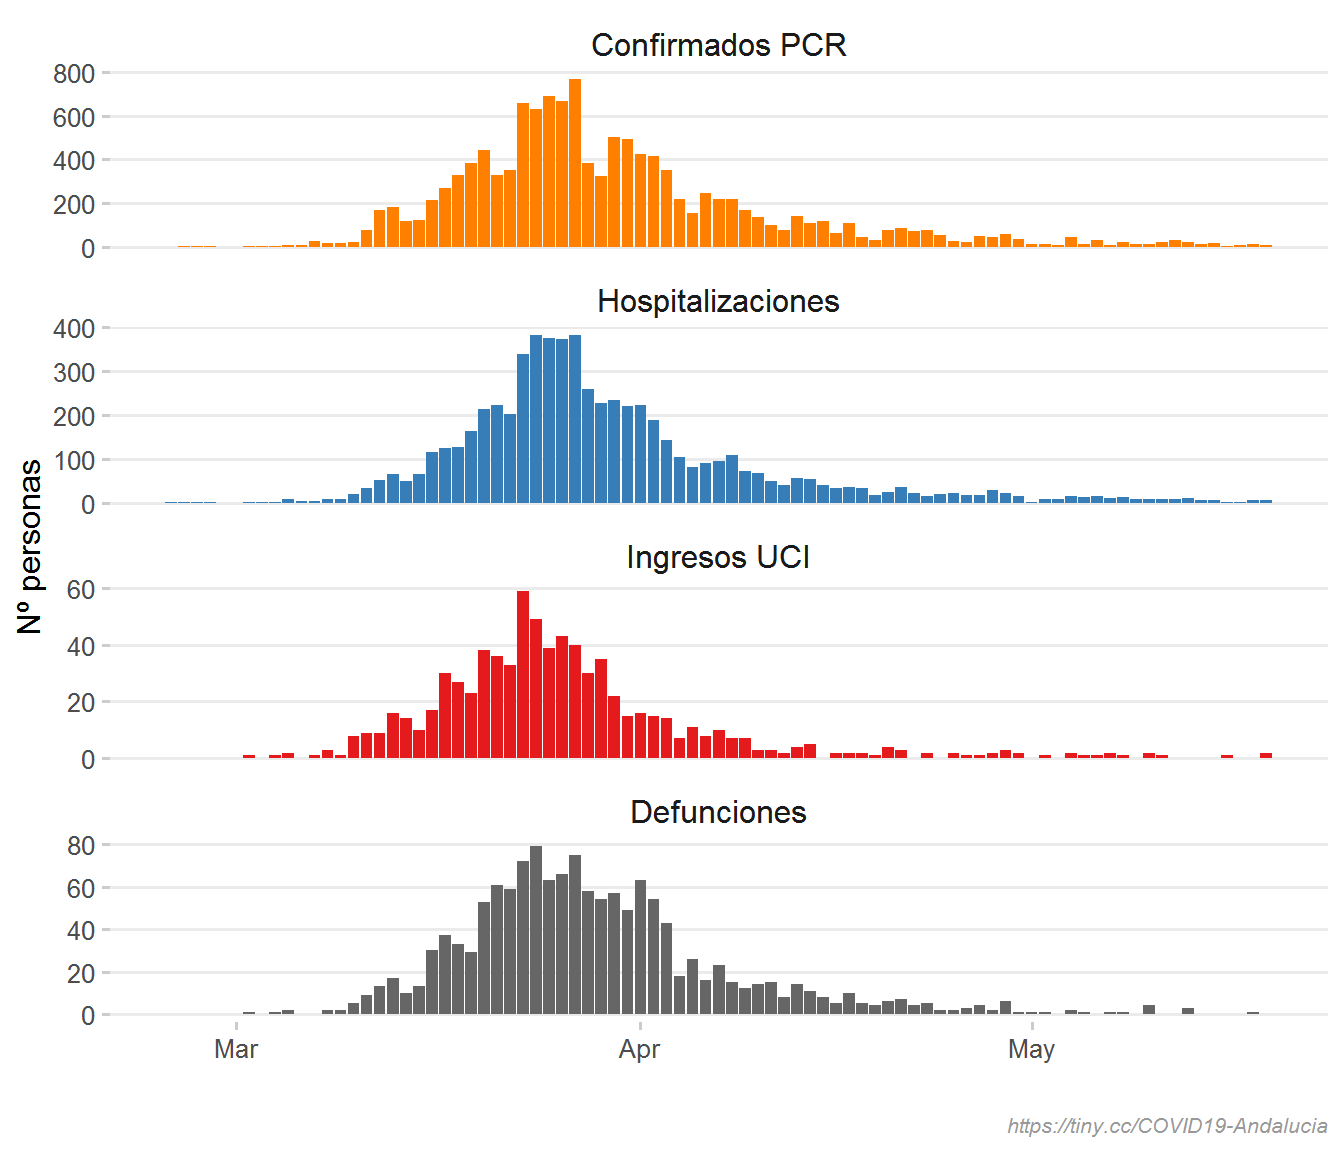 Confirmados PCR
800
600
400
200
0
Hospitalizaciones
400
300
200
100
0
Nº personas
Ingresos UCI
60
40
20
0
Defunciones
80
60
40
20
0
Mar Apr May
https://tiny.cc/COVID19-Andalucia